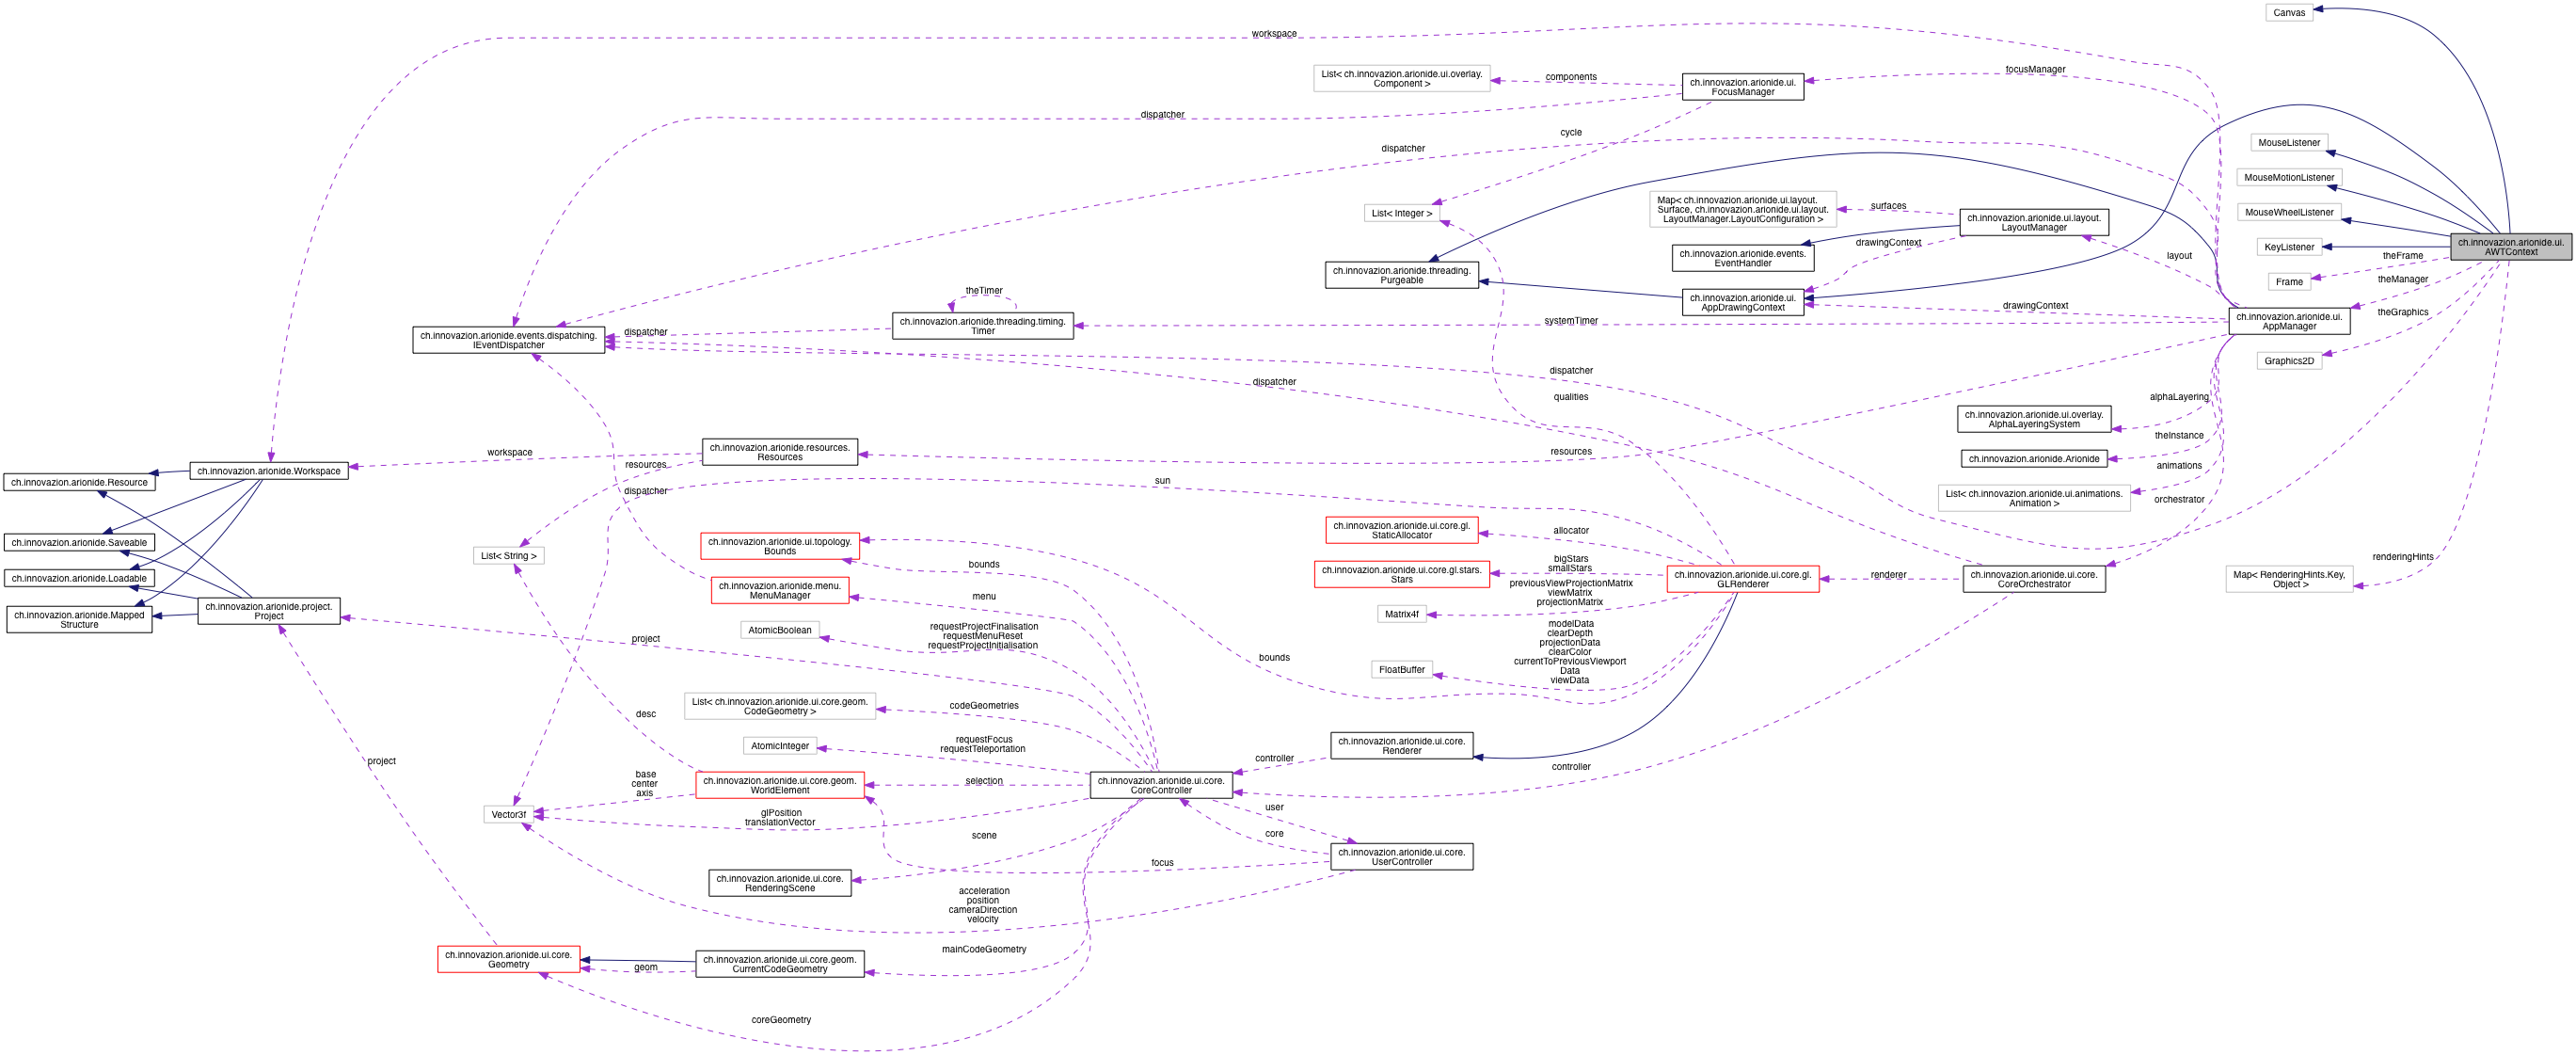 Canvas
workspace
focusManager
List< ch.innovazion.arionide.ui.overlay.
Component >
components
ch.innovazion.arionide.ui.
FocusManager
dispatcher
cycle
dispatcher
MouseListener
MouseMotionListener
MouseWheelListener
List< Integer >
Map< ch.innovazion.arionide.ui.layout.
Surface, ch.innovazion.arionide.ui.layout.
LayoutManager.LayoutConfiguration >
surfaces
ch.innovazion.arionide.ui.layout.
LayoutManager
drawingContext
ch.innovazion.arionide.events.
EventHandler
KeyListener
ch.innovazion.arionide.ui.
AWTContext
layout
theFrame
Frame
theManager
ch.innovazion.arionide.threading.
Purgeable
theTimer
ch.innovazion.arionide.ui.
AppDrawingContext
drawingContext
theGraphics
ch.innovazion.arionide.events.dispatching.
IEventDispatcher
dispatcher
ch.innovazion.arionide.threading.timing.
Timer
systemTimer
ch.innovazion.arionide.ui.
AppManager
Graphics2D
dispatcher
dispatcher
qualities
alphaLayering
ch.innovazion.arionide.ui.overlay.
AlphaLayeringSystem
theInstance
ch.innovazion.arionide.Arionide
animations
List< ch.innovazion.arionide.ui.animations.
Animation >
orchestrator
workspace
ch.innovazion.arionide.resources.
Resources
resources
resources
dispatcher
sun
ch.innovazion.arionide.Workspace
ch.innovazion.arionide.Resource
ch.innovazion.arionide.Saveable
ch.innovazion.arionide.Loadable
ch.innovazion.arionide.Mapped
Structure
ch.innovazion.arionide.project.
Project
List< String >
ch.innovazion.arionide.ui.topology.
Bounds
ch.innovazion.arionide.menu.
MenuManager
bounds
menu
ch.innovazion.arionide.ui.core.gl.
StaticAllocator
allocator
ch.innovazion.arionide.ui.core.gl.stars.
Stars
bigStars
smallStars
ch.innovazion.arionide.ui.core.gl.
GLRenderer
renderer
ch.innovazion.arionide.ui.core.
CoreOrchestrator
renderingHints
Map< RenderingHints.Key,
Object >
previousViewProjectionMatrix
viewMatrix
projectionMatrix
Matrix4f
AtomicBoolean
requestProjectFinalisation
requestMenuReset
requestProjectInitialisation
project
modelData
clearDepth
projectionData
clearColor
currentToPreviousViewport
Data
viewData
FloatBuffer
bounds
List< ch.innovazion.arionide.ui.core.geom.
CodeGeometry >
codeGeometries
desc
AtomicInteger
requestFocus
requestTeleportation
ch.innovazion.arionide.ui.core.
Renderer
controller
controller
project
base
center
axis
ch.innovazion.arionide.ui.core.geom.
WorldElement
selection
ch.innovazion.arionide.ui.core.
CoreController
Vector3f
glPosition
translationVector
user
core
scene
ch.innovazion.arionide.ui.core.
UserController
focus
ch.innovazion.arionide.ui.core.
RenderingScene
acceleration
position
cameraDirection
velocity
mainCodeGeometry
ch.innovazion.arionide.ui.core.
Geometry
geom
ch.innovazion.arionide.ui.core.geom.
CurrentCodeGeometry
coreGeometry